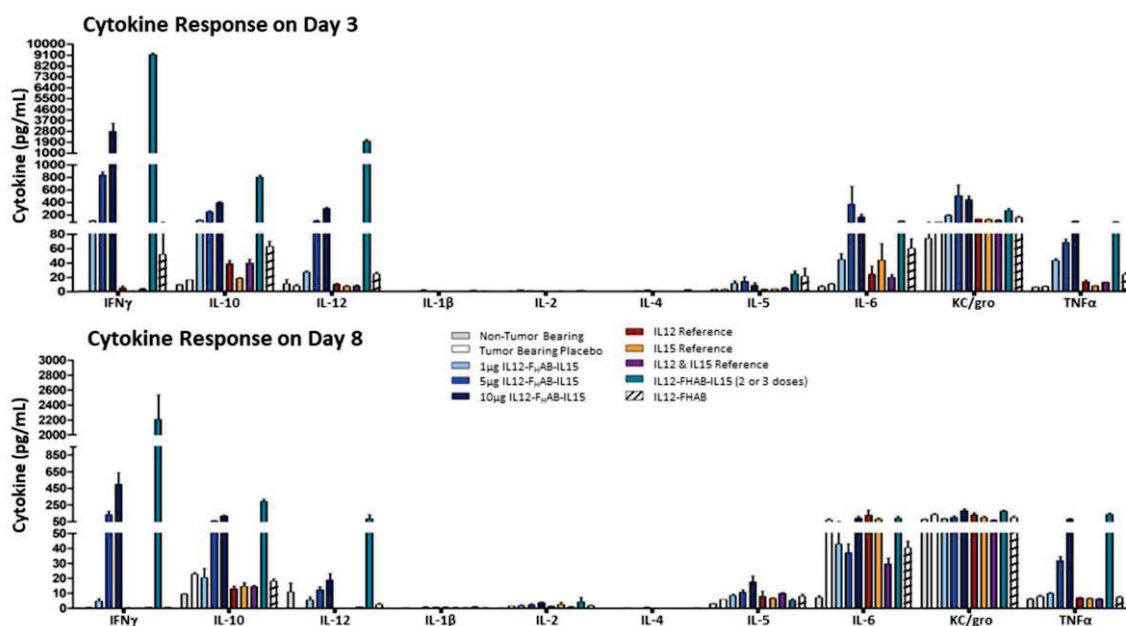 Cytokine Response on Day 3
Cytokine (pg/mL)
10000
9100
8200
7300
6400
5500
4600
3700
2800
1900
1000
1000
800
600
400
200
80
60
40
20
0
IFNγ IL-10 IL-12 IL-1β IL-2 IL-4 IL-5 IL-6 KC/gro TNFα
Cytokine Response on Day 8
Non-Tumor Bearing
Tumor Bearing Placebo
1μg IL12-FHAB-IL15
5μg IL12-FHAB-IL15
10μg IL12-FHAB-IL15
IL12 Reference
IL15 Reference
IL12 & IL15 Reference
IL12-FHAB-IL15 (2 or 3 doses)
IL12-FHAB
Cytokine (pg/mL)
3000
2800
2600
2400
2200
2000
850
650
450
250
50
50
40
30
20
10
0
IFNγ IL-10 IL-12 IL-1β IL-2 IL-4 IL-5 IL-6 KC/gro TNFα